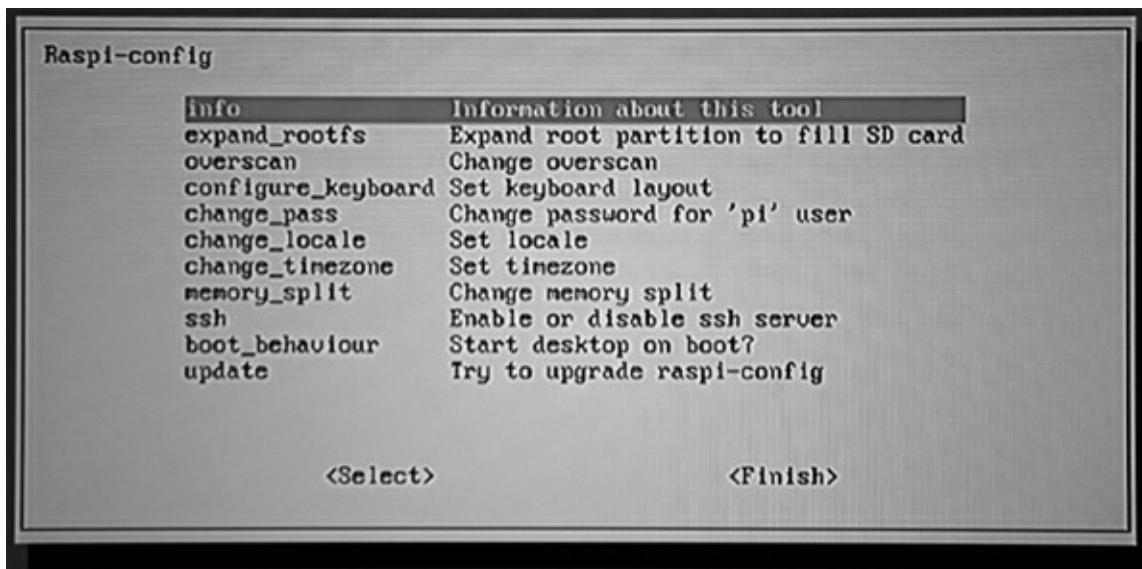 Raspi-config
info Information about this tool
expand_rootfs Expand root partition to fill SD card
overscan Change overscan
configure_keyboard Set keyboard layout
change_pass Change password for 'pi' user
change_locale Set locale
change_timezone Set timezone
memory_split Change memory split
ssh Enable or disable ssh server
boot_behaviour Start desktop on boot?
update Try to upgrade raspi-config
<Select> <Finish>